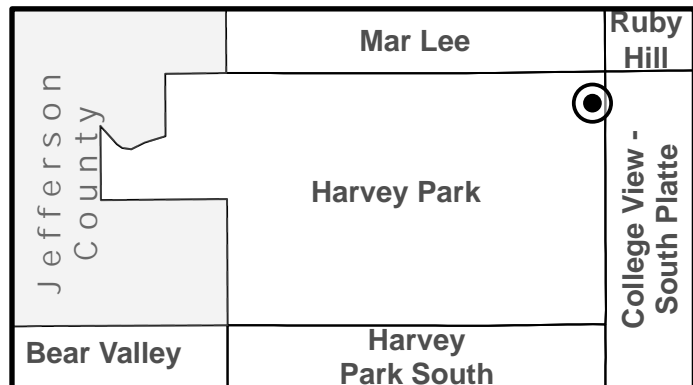 Mar Lee
Ruby
Hill
Jefferson
County
Harvey Park
College View -
South Platte
Bear Valley
Harvey
Park South